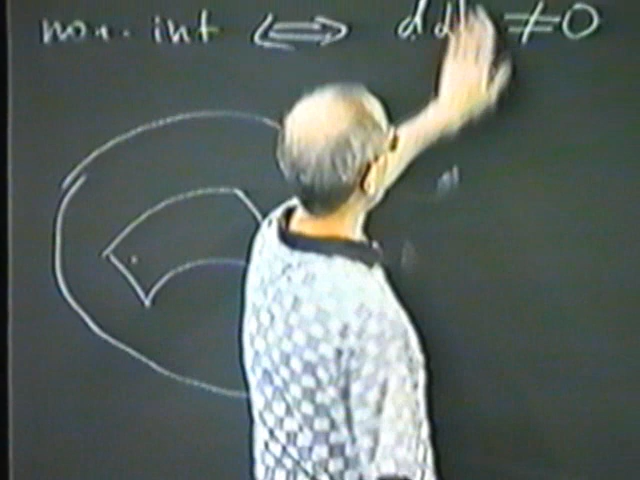 non. int ⟺ dd ≠0